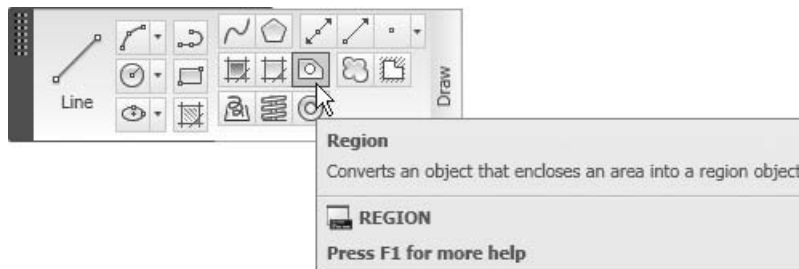 Line
Draw
Region
Converts an object that encloses an area into a region object
REGION
Press F1 for more help